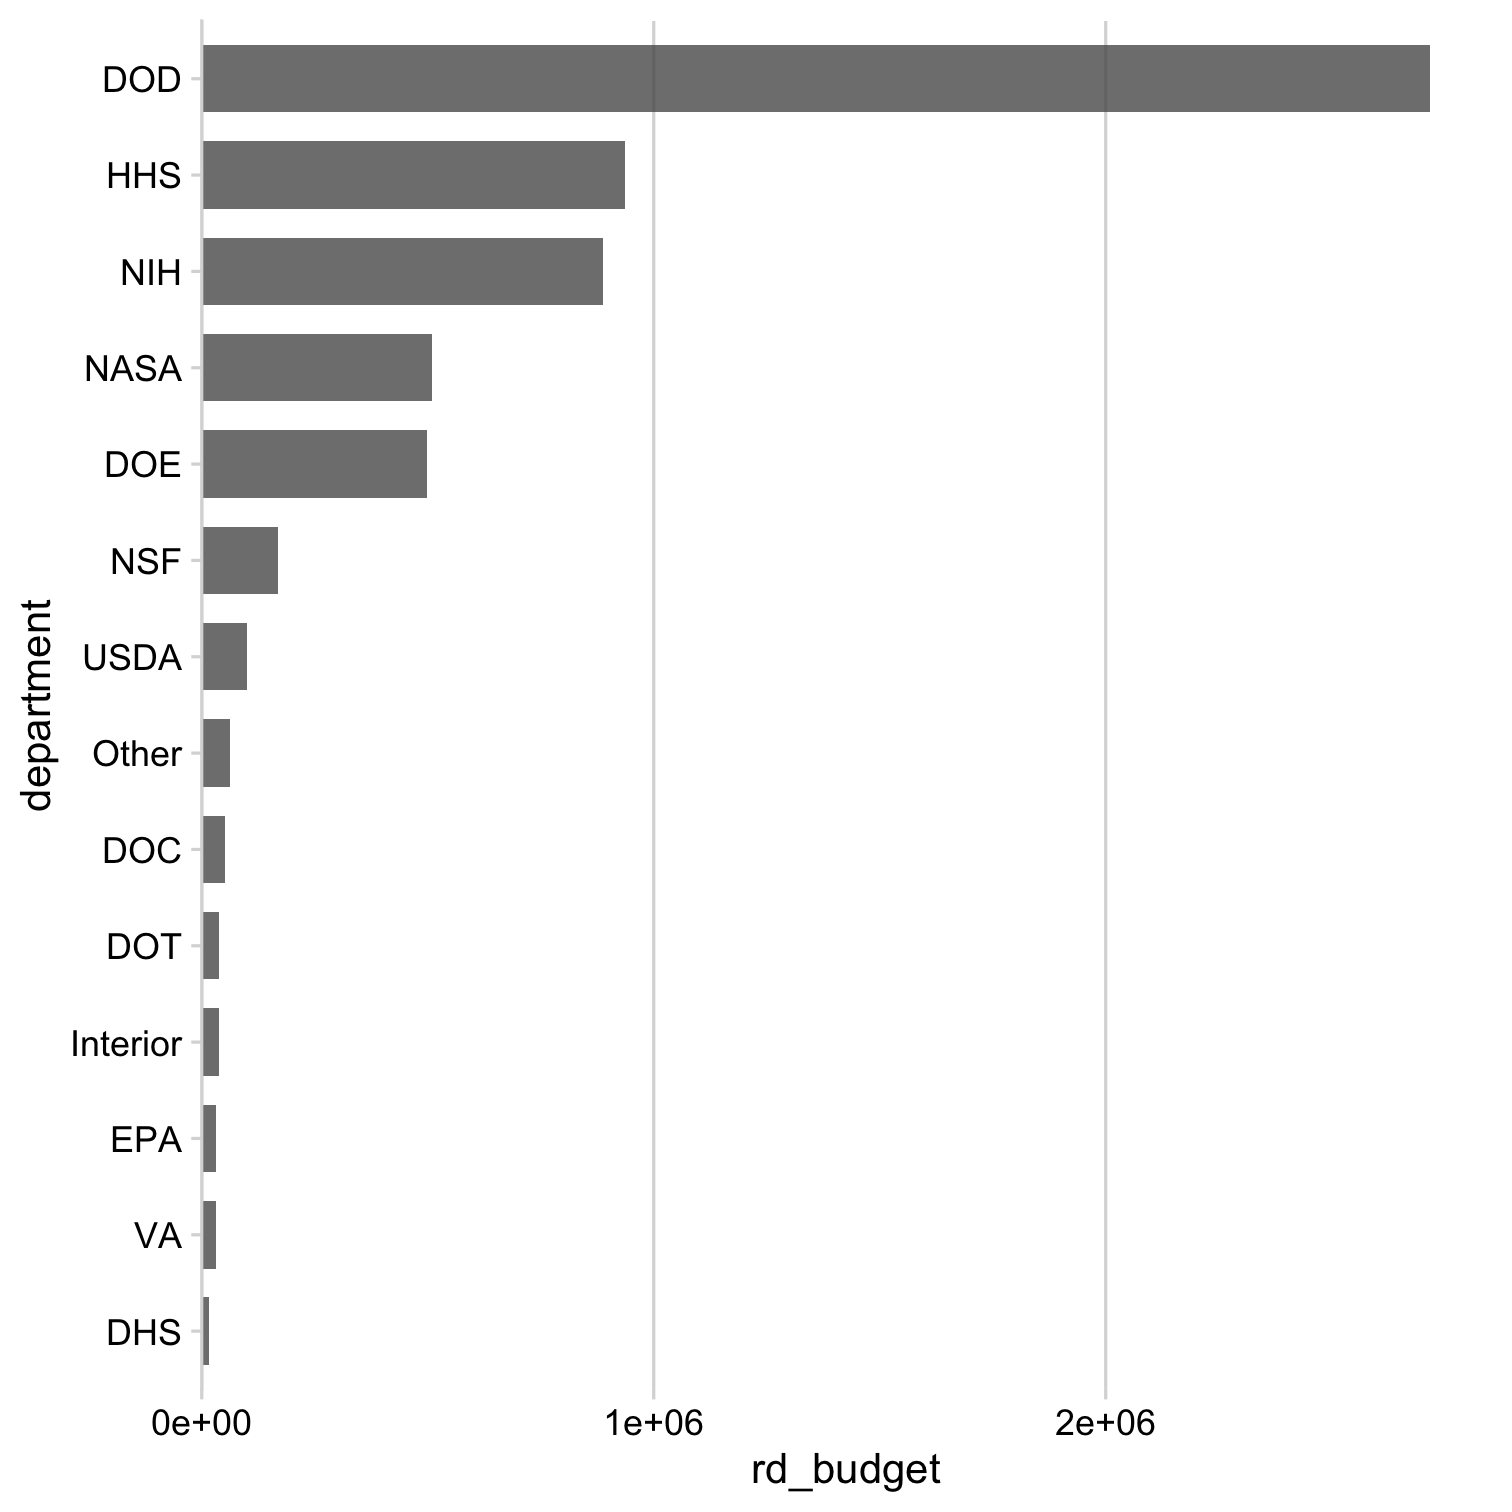 DOD
HHS
NIH
NASA
DOE
NSF
USDA
Other
DOC
DOT
Interior
EPA
VA
DHS
department
0e+00 1e+06 2e+06
rd_budget